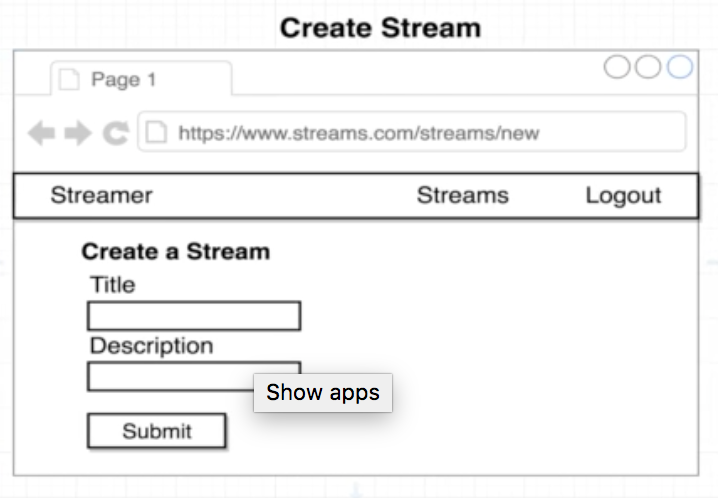 Create Stream
Page 1
https://www.streams.com/streams/new
Streamer Streams Logout
Create a Stream
Title
Description
Show apps
Submit